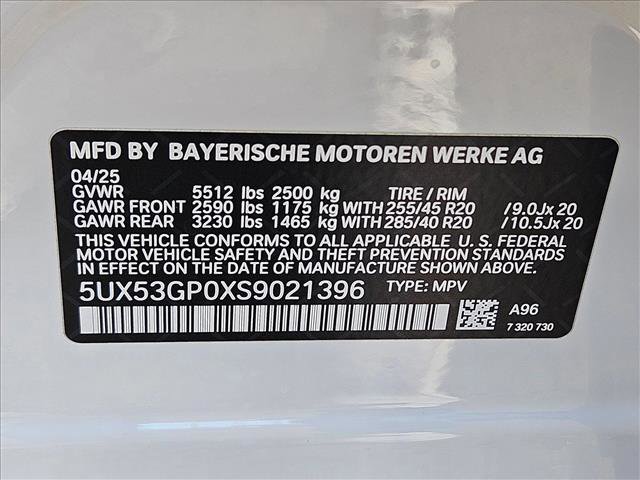 MFD BY BAYERISCHE MOTOREN WERKE AG
04/25
GVWR 5512 lbs 2500 kg TIRE / RIM
GAWR FRONT 2590 lbs 1175 kg WITH 255/45 R20 /9.0Jx 20
GAWR REAR 3230 lbs 1465 kg WITH 285/40 R20 /10.5Jx 20
THIS VEHICLE CONFORMS TO ALL APPLICABLE U. S. FEDERAL
MOTOR VEHICLE SAFETY AND THEFT PREVENTION STANDARDS
IN EFFECT ON THE DATE OF MANUFACTURE SHOWN ABOVE.
5UX53GP0XS9021396 TYPE: MPV
A96
7 320 730